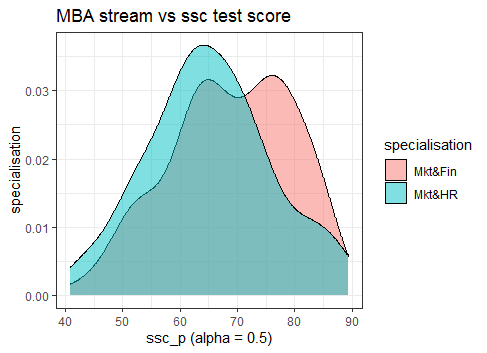 MBA stream vs ssc test score
specialisation
0.03
0.02
0.01
0.00
40 50 60 70 80 90
ssc_p (alpha = 0.5)
specialisation
Mkt&Fin
Mkt&HR